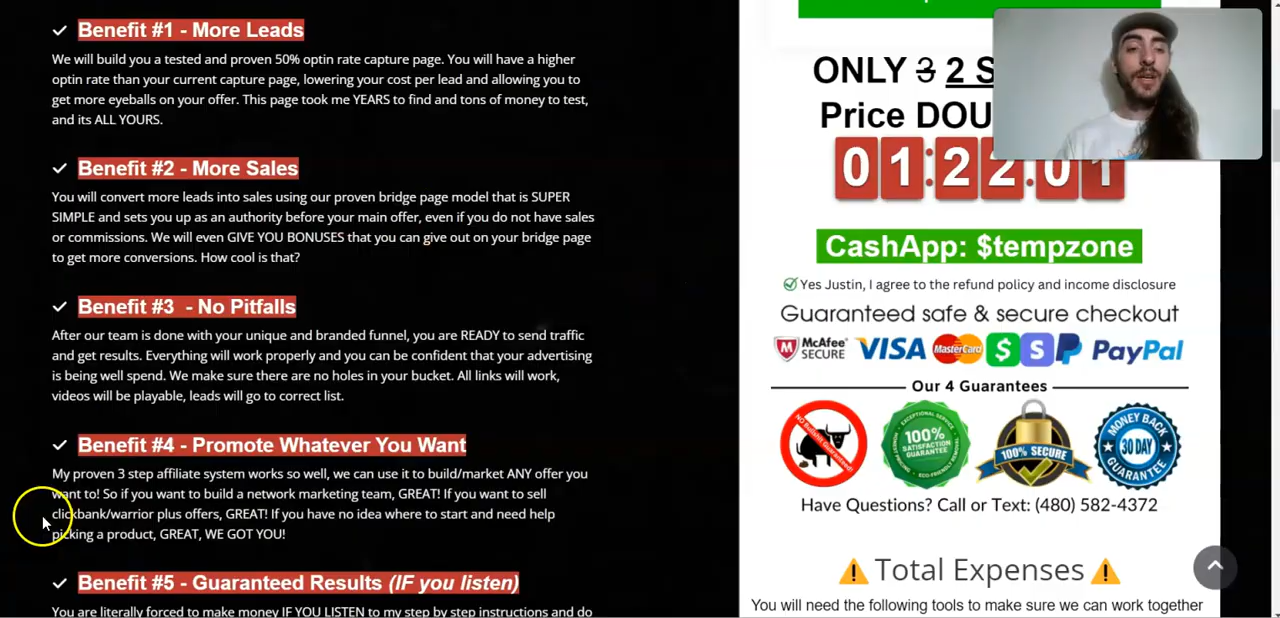 Benefit #1 - More Leads
We will build you a tested and proven 50% optin rate capture page. You will have a higher
optin rate than your current capture page, lowering your cost per lead and allowing you to
get more eyeballs on your offer. This page took me YEARS to find and tons of money to test,
and its ALL YOURS.
Benefit #2 - More Sales
You will convert more leads into sales using our proven bridge page model that is SUPER
SIMPLE and sets you up as an authority before your main offer, even if you do not have sales
or commissions. We will even GIVE YOU BONUSES that you can give out on your bridge page
to get more conversions. How cool is that?
Benefit #3 - No Pitfalls
After our team is done with your unique and branded funnel, you are READY to send traffic
and get results. Everything will work properly and you can be confident that your advertising
is being well spend. We make sure there are no holes in your bucket. All links will work,
videos will be playable, leads will go to correct list.
Benefit #4 - Promote Whatever You Want
My proven 3 step affiliate system works so well, we can use it to build/market ANY offer you
want to! So if you want to build a network marketing team, GREAT! If you want to sell
clickbank/warrior plus offers, GREAT! If you have no idea where to start and need help
picking a product, GREAT, WE GOT YOU!
Benefit #5 - Guaranteed Results (IF you listen)
You are literally forced to make money IF YOU LISTEN to my step by step instructions and do
ONLY 3 2 S
Price DOU
01:22:01
CashApp: $tempzone
Yes Justin, I agree to the refund policy and income disclosure
Guaranteed safe & secure checkout
McAfee SECURE VISA MasterCard $ S PayPal
Our 4 Guarantees
100% SATISFACTION GUARANTEE
100% SECURE
MONEY BACK 30 DAY GUARANTEE
Have Questions? Call or Text: (480) 582-4372
Total Expenses
You will need the following tools to make sure we can work together